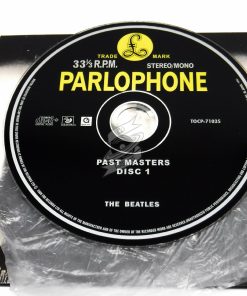 TRADE MARK
33⅓ R.P.M. STEREO/MONO
PARLOPHONE
TOCP-71035
PAST MASTERS
DISC 1
THE BEATLES